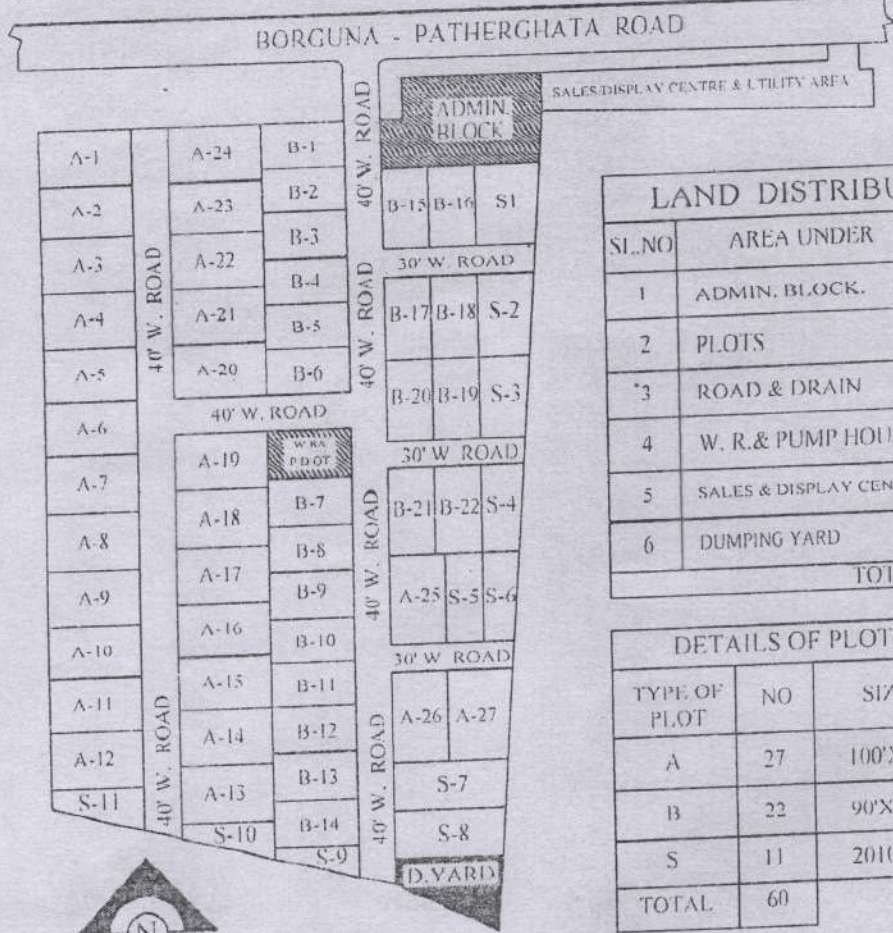 BORGUNA - PATHERGHATA ROAD
SALES/DISPLAY CENTRE & UTILITY AREA
ADMIN.
BLOCK
40' W. ROAD
A-1
A-2
A-3
A-4
A-5
A-6
A-7
A-8
A-9
A-10
A-11
A-12
S-11
40' W. ROAD
40' W. ROAD
A-24
A-23
A-22
A-21
A-20
B-1
B-2
B-3
B-4
B-5
B-6
40' W. ROAD
A-19
A-18
A-17
A-16
A-15
A-14
A-13
S-10
B-7
B-8
B-9
B-10
B-11
B-12
B-13
B-14
S-9
B-15 B-16 S1
30' W. ROAD
40' W. ROAD
B-17 B-18 S-2
B-20 B-19 S-3
30' W ROAD
40' W. ROAD
B-21 B-22 S-4
A-25 S-5 S-6
30' W ROAD
40' W. ROAD
A-26 A-27
S-7
S-8
D.YARD
N
LAND DISTRIBU
SL.NO AREA UNDER
1 ADMIN. BLOCK.
2 PLOTS
3 ROAD & DRAIN
4 W. R.& PUMP HOU
5 SALES & DISPLAY CEN
6 DUMPING YARD
TOT
DETAILS OF PLOT
TYPE OF PLOT NO SIZ
A 27 100'X
B 22 90'X
S 11 2010
TOTAL 60